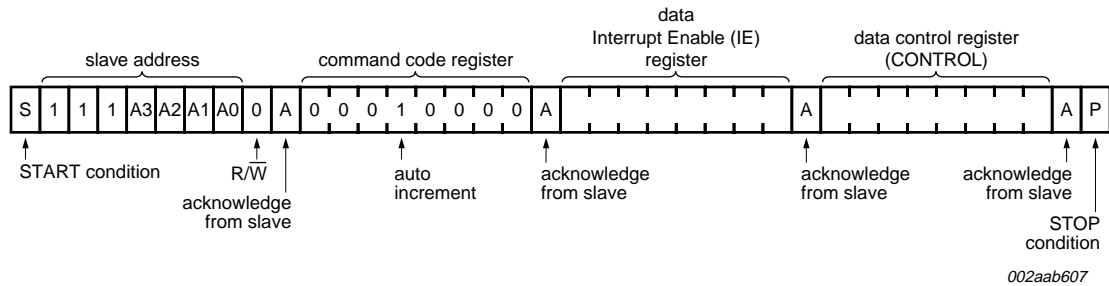 data
Interrupt Enable (IE)
register
data control register
(CONTROL)
slave address
command code register
S 1 1 1 A3 A2 A1 A0 0 A 0 0 0 1 0 0 0 0 A A A P
START condition
R/W
auto
increment
acknowledge
from slave
acknowledge
from slave
acknowledge
from slave
acknowledge
from slave
STOP
condition
002aab607